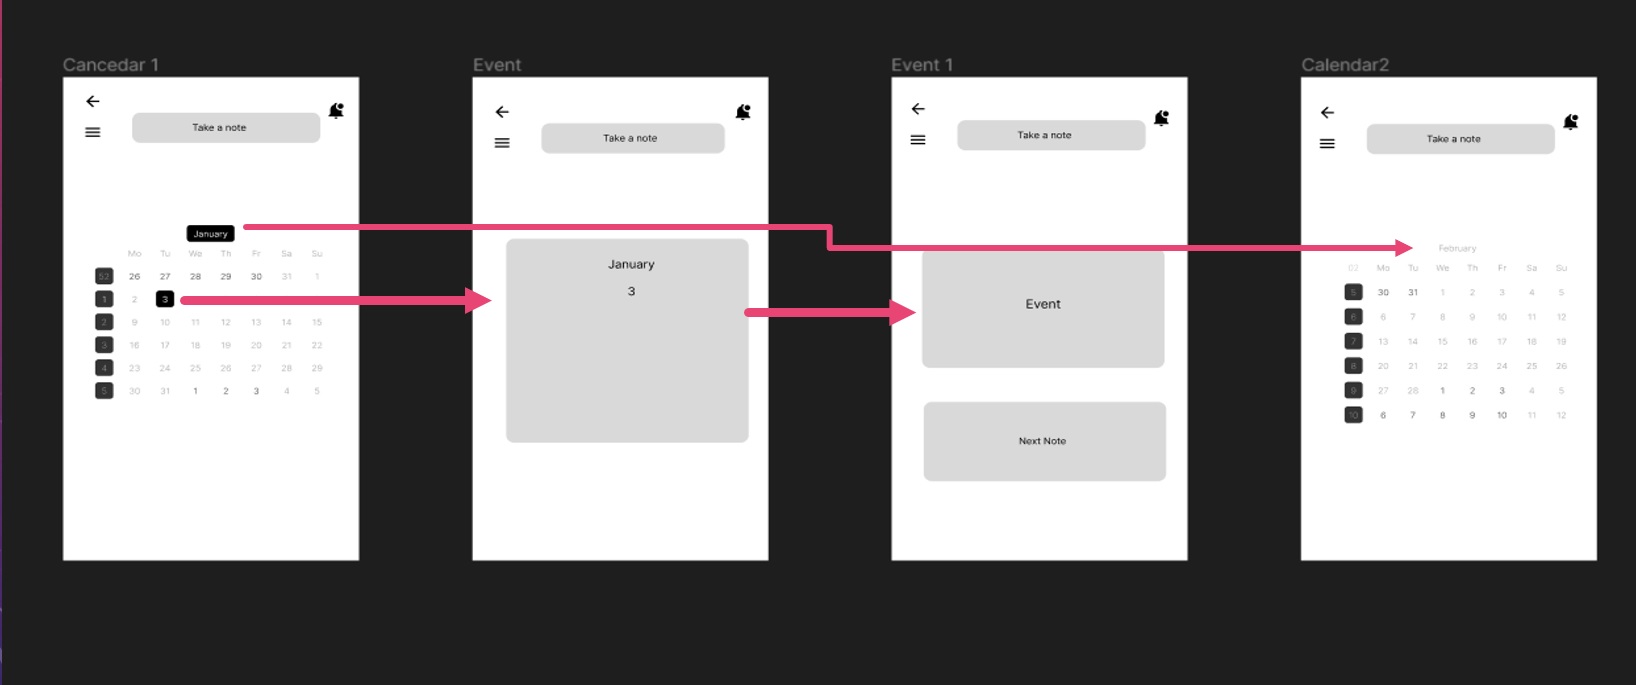 Cancedar 1
Take a note
January
Mo Tu We Th Fr Sa Su
52 26 27 28 29 30 31 1
1 2 3
2 9 10 11 12 13 14 15
3 16 17 18 19 20 21 22
4 23 24 25 26 27 28 29
5 30 31 1 2 3 4 5
Event
Take a note
January
3
Event 1
Take a note
Event
Next Note
Calendar2
Take a note
February
02 Mo Tu We Th Fr Sa Su
5 30 31 1 2 3 4 5
6 6 7 8 9 10 11 12
7 13 14 15 16 17 18 19
8 20 21 22 23 24 25 26
9 27 28 1 2 3 4 5
10 6 7 8 9 10 11 12